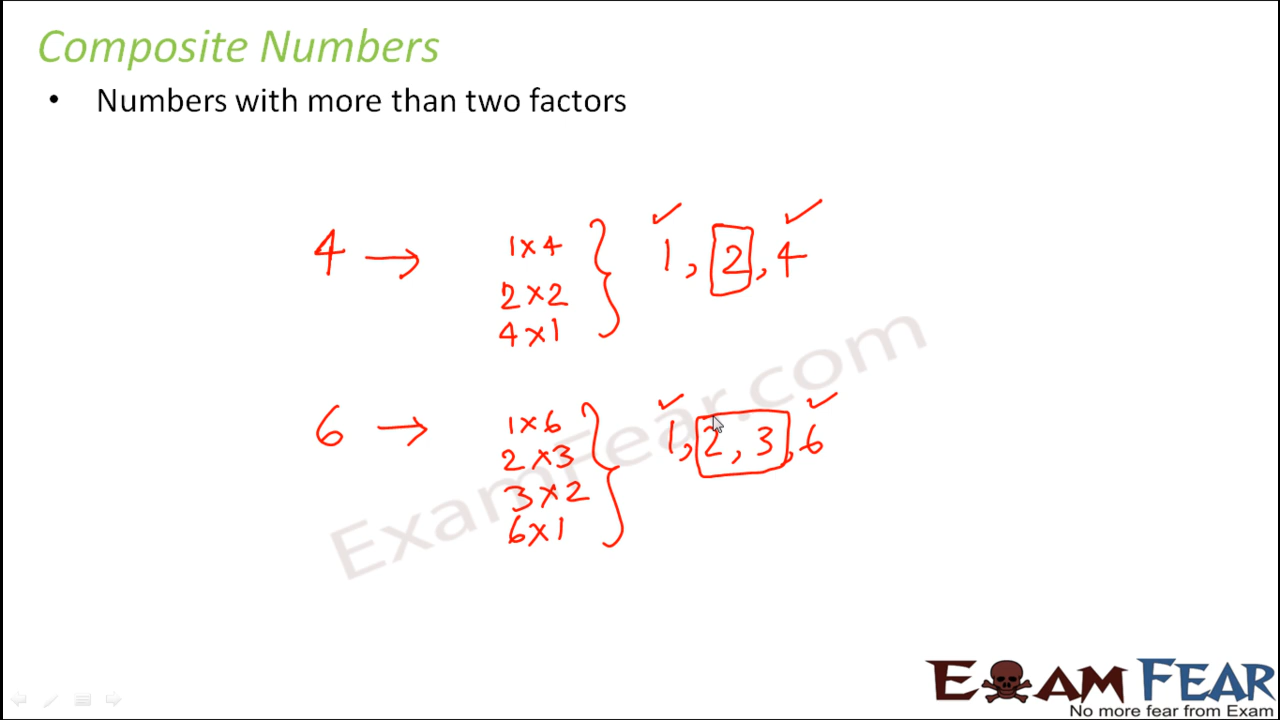 Composite Numbers
• Numbers with more than two factors
4 → 1×4 } 1, 2, 4
2×2
4×1
6 → 1×6 } 1, 2, 3, 6
2×3
3×2
6×1
ExamFear.com
EXAM FEAR
No more fear from Exam